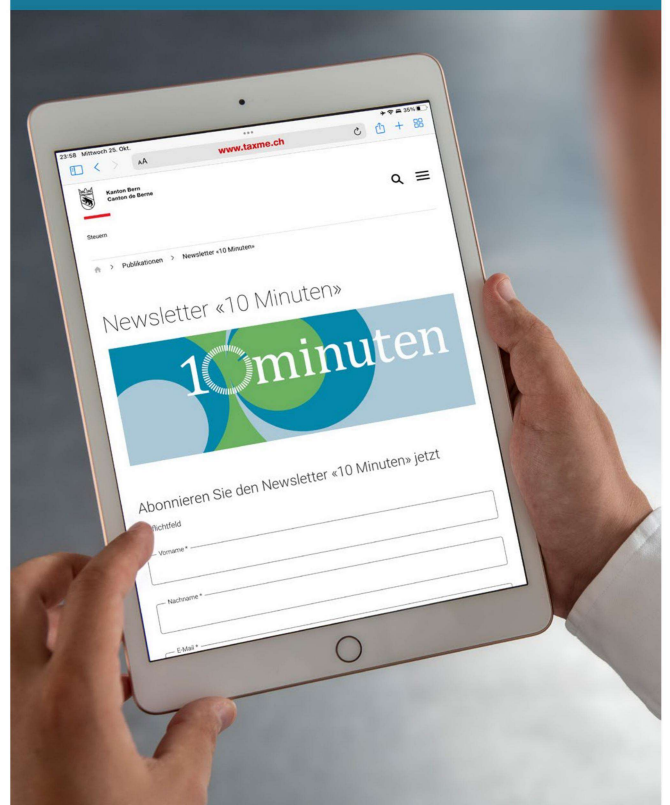 23:58 Mittwoch 25. Okt.
35%
AA
www.taxme.ch
Kanton Bern
Canton de Berne
Steuern
> Publikationen > Newsletter «10 Minuten»
Newsletter «10 Minuten»
10minuten
Abonnieren Sie den Newsletter «10 Minuten» jetzt
flichtfeld
Vorname *
Nachname *
E-Mail *